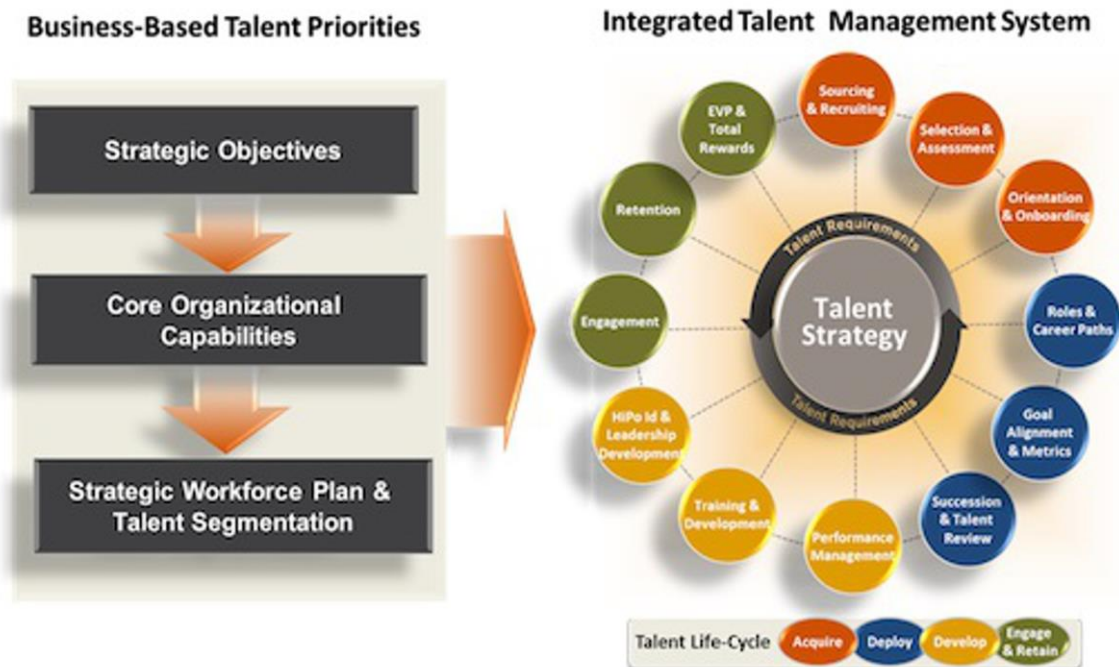 Business-Based Talent Priorities
Strategic Objectives
Core Organizational
Capabilities
Strategic Workforce Plan &
Talent Segmentation
Integrated Talent Management System
Sourcing
& Recruiting
Selection &
Assessment
Orientation
& Onboarding
Roles &
Career Paths
Goal
Alignment
& Metrics
Succession
& Talent
Review
Performance
Management
Training &
Development
HiPo Id &
Leadership
Development
Engagement
Retention
EVP &
Total
Rewards
Talent Requirements
Talent
Strategy
Talent Requirements
Talent Life-Cycle
Acquire
Deploy
Develop
Engage
& Retain